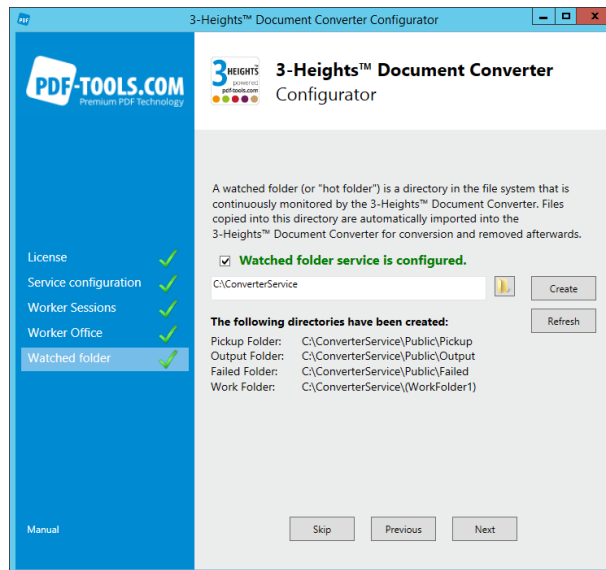 PDF
3-Heights™ Document Converter Configurator
PDF-TOOLS.COM
Premium PDF Technology
3 HEIGHTS™
powered
pdf-tools.com
3-Heights™ Document Converter
Configurator
A watched folder (or "hot folder") is a directory in the file system that is
continuously monitored by the 3-Heights™ Document Converter. Files
copied into this directory are automatically imported into the
3-Heights™ Document Converter for conversion and removed afterwards.
License
Service configuration
Worker Sessions
Worker Office
Watched folder
Watched folder service is configured.
C:\ConverterService
Create
Refresh
The following directories have been created:
Pickup Folder: C:\ConverterService\Public\Pickup
Output Folder: C:\ConverterService\Public\Output
Failed Folder: C:\ConverterService\Public\Failed
Work Folder: C:\ConverterService\(WorkFolder1)
Manual
Skip
Previous
Next